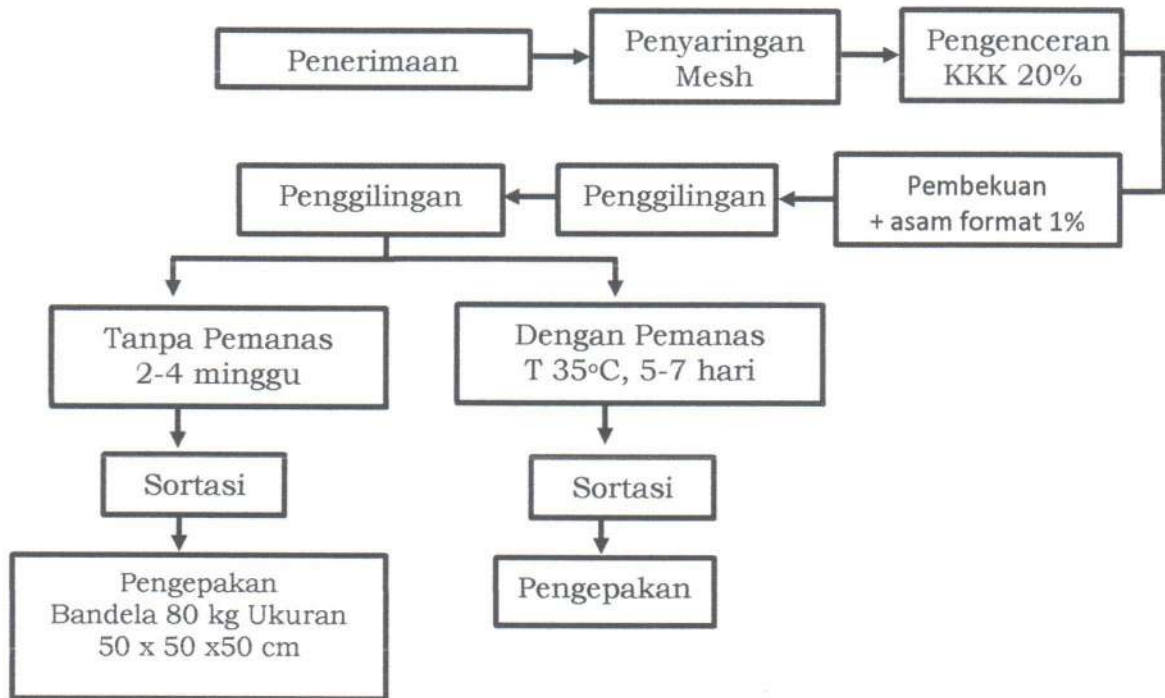 Penerimaan
Penyaringan
Mesh
Pengenceran
KKK 20%
Pembekuan
+ asam format 1%
Penggilingan
Penggilingan
Tanpa Pemanas
2-4 minggu
Dengan Pemanas
T 35°C, 5-7 hari
Sortasi
Sortasi
Pengepakan
Bandela 80 kg Ukuran
50 x 50 x50 cm
Pengepakan